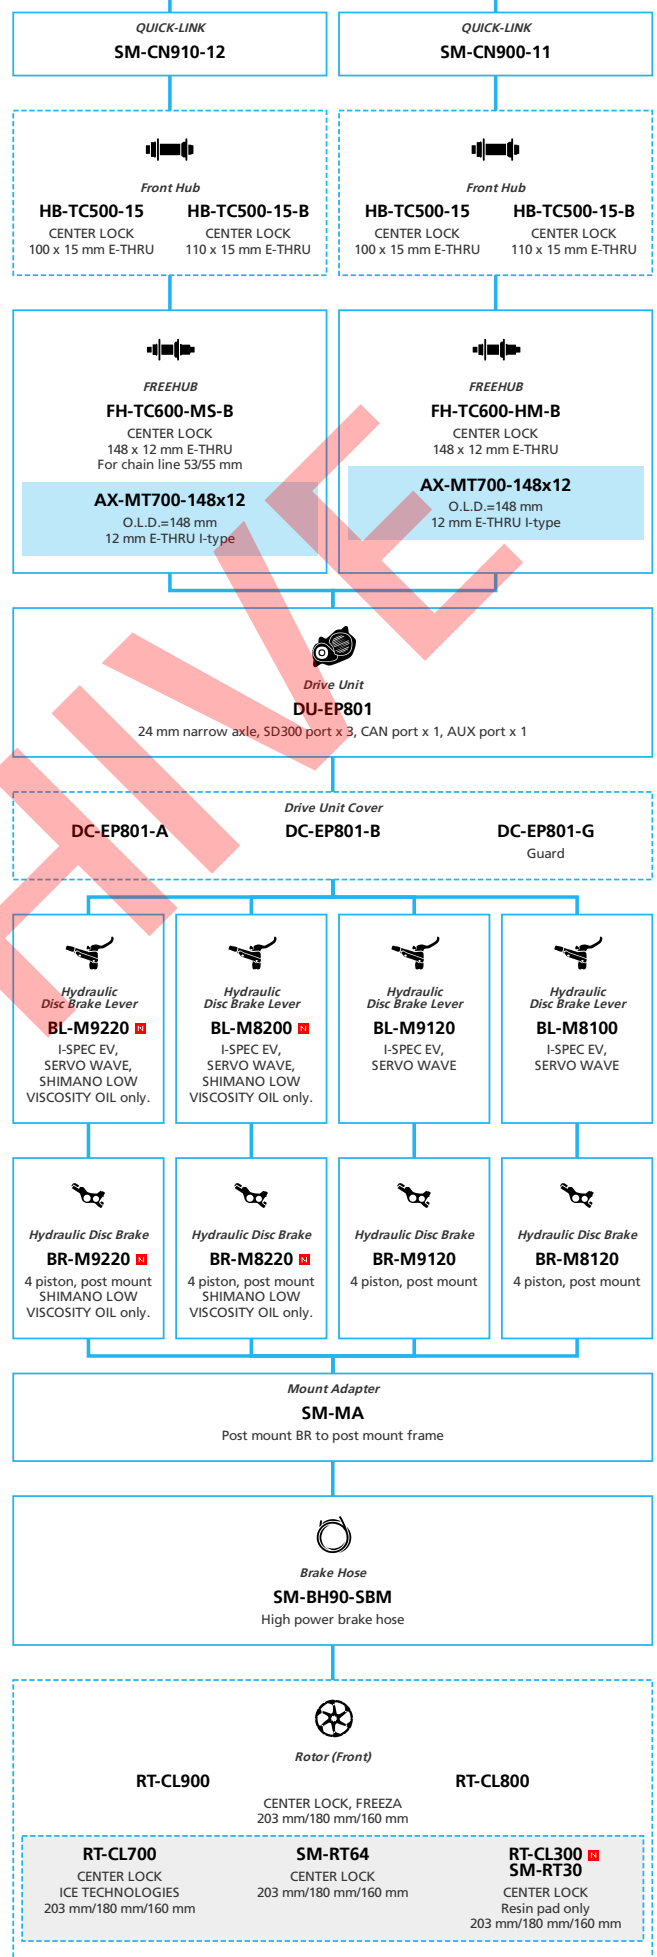 QUICK-LINK
SM-CN910-12
QUICK-LINK
SM-CN900-11
Front Hub
HB-TC500-15
CENTER LOCK
100 x 15 mm E-THRU
HB-TC500-15-B
CENTER LOCK
110 x 15 mm E-THRU
Front Hub
HB-TC500-15
CENTER LOCK
100 x 15 mm E-THRU
HB-TC500-15-B
CENTER LOCK
110 x 15 mm E-THRU
FREEHUB
FH-TC600-MS-B
CENTER LOCK
148 x 12 mm E-THRU
For chain line 53/55 mm
AX-MT700-148x12
O.L.D.=148 mm
12 mm E-THRU I-type
FREEHUB
FH-TC600-HM-B
CENTER LOCK
148 x 12 mm E-THRU
AX-MT700-148x12
O.L.D.=148 mm
12 mm E-THRU I-type
Drive Unit
DU-EP801
24 mm narrow axle, SD300 port x 3, CAN port x 1, AUX port x 1
Drive Unit Cover
DC-EP801-A
DC-EP801-B
DC-EP801-G
Guard
Hydraulic
Disc Brake Lever
BL-M9220 N
I-SPEC EV,
SERVO WAVE,
SHIMANO LOW
VISCOSITY OIL only.
Hydraulic
Disc Brake Lever
BL-M8200 N
I-SPEC EV,
SERVO WAVE,
SHIMANO LOW
VISCOSITY OIL only.
Hydraulic
Disc Brake Lever
BL-M9120
I-SPEC EV,
SERVO WAVE
Hydraulic
Disc Brake Lever
BL-M8100
I-SPEC EV,
SERVO WAVE
Hydraulic Disc Brake
BR-M9220 N
4 piston, post mount
SHIMANO LOW
VISCOSITY OIL only.
Hydraulic Disc Brake
BR-M8220 N
4 piston, post mount
SHIMANO LOW
VISCOSITY OIL only.
Hydraulic Disc Brake
BR-M9120
4 piston, post mount
Hydraulic Disc Brake
BR-M8120
4 piston, post mount
Mount Adapter
SM-MA
Post mount BR to post mount frame
Brake Hose
SM-BH90-SBM
High power brake hose
Rotor (Front)
RT-CL900
RT-CL800
CENTER LOCK, FREEZA
203 mm/180 mm/160 mm
RT-CL700
CENTER LOCK
ICE TECHNOLOGIES
203 mm/180 mm/160 mm
SM-RT64
CENTER LOCK
203 mm/180 mm/160 mm
RT-CL300 N
SM-RT30
CENTER LOCK
Resin pad only
203 mm/180 mm/160 mm
HIVE